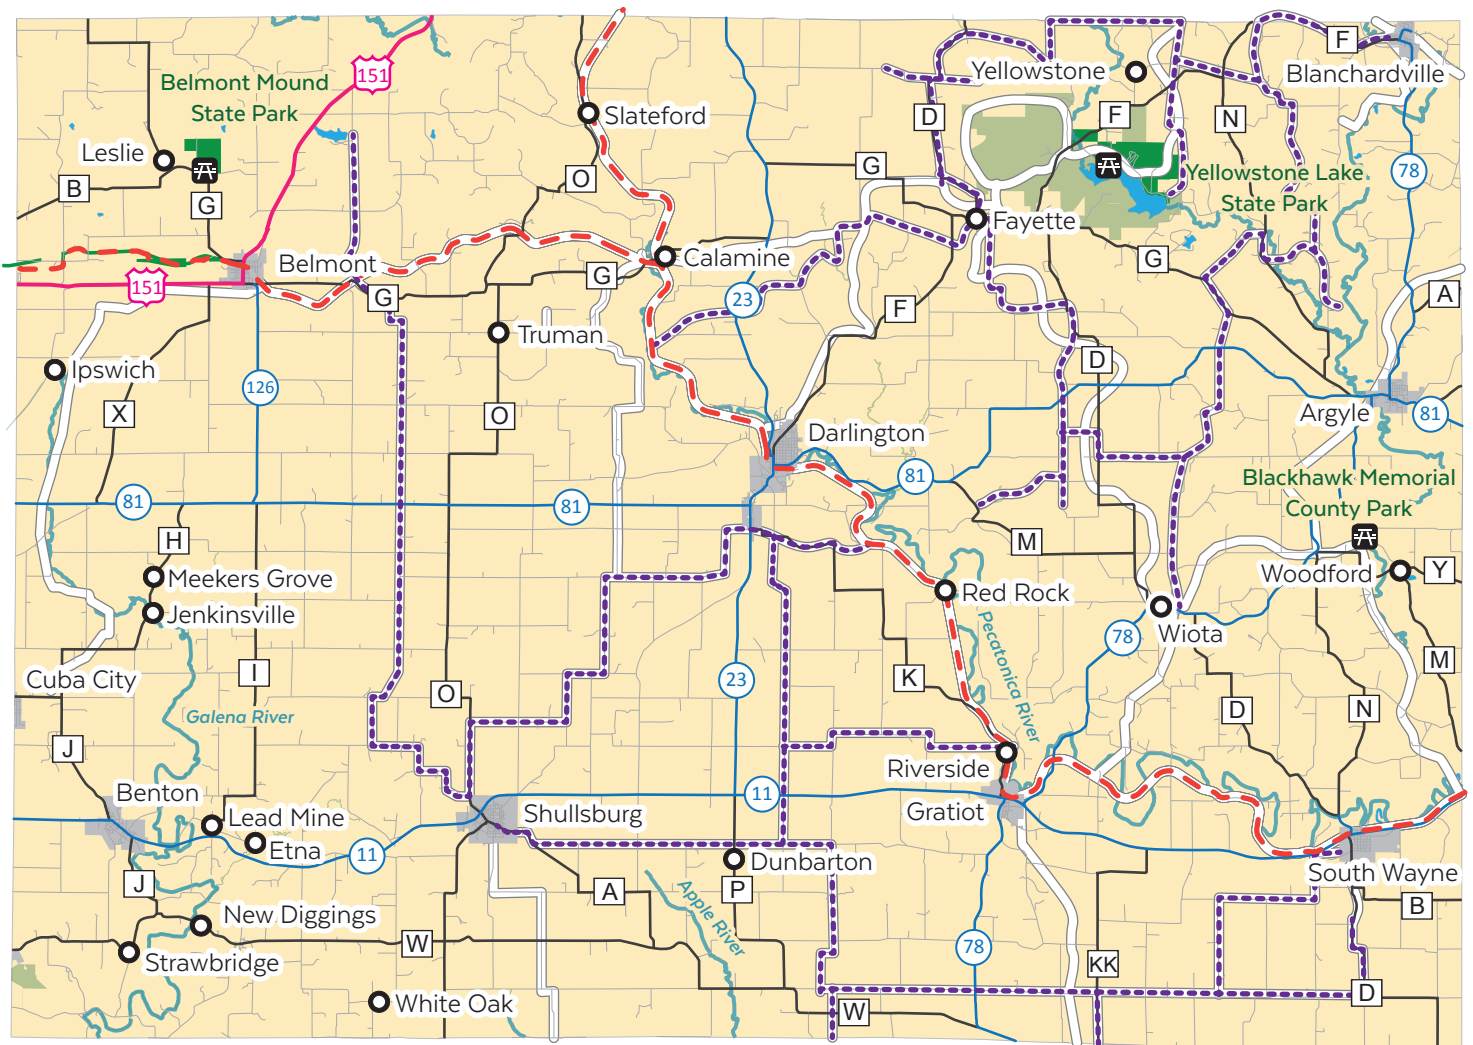 F
Blanchardville
Yellowstone
151
Belmont Mound
State Park
Slateford
D
F
N
Leslie
G
78
O
Yellowstone Lake
State Park
B
G
Fayette
Belmont
Calamine
G
151
G
G
23
A
F
Truman
D
Ipswich
126
X
O
Argyle
81
Darlington
81
Blackhawk Memorial
County Park
81
81
H
M
Woodford
Y
Meekers Grove
Red Rock
Jenkinsville
Wiota
78
Pecatonica River
M
Cuba City
I
O
23
K
D
N
Galena River
J
Riverside
Benton
11
Gratiot
Lead Mine
Shullsburg
Etna
11
Dunbarton
South Wayne
J
A
P
B
New Diggings
Apple River
W
78
Strawbridge
KK
D
White Oak
W